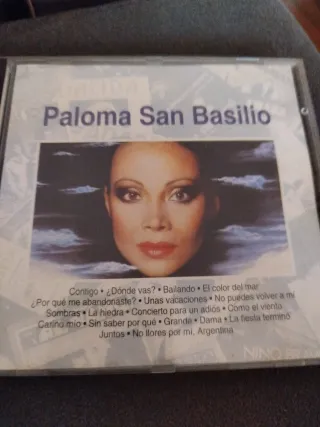 Paloma San Basilio
Contigo • ¿Dónde vas? • Bailando • El color del mar
¿Por qué me abandonaste? • Unas vacaciones • No puedes volver a mí
Sombras • La hiedra • Concierto para un adiós • Como el viento
Cariño mío • Sin saber por qué • Grande • Dama • La fiesta terminó
Juntos • No llores por mí, Argentina